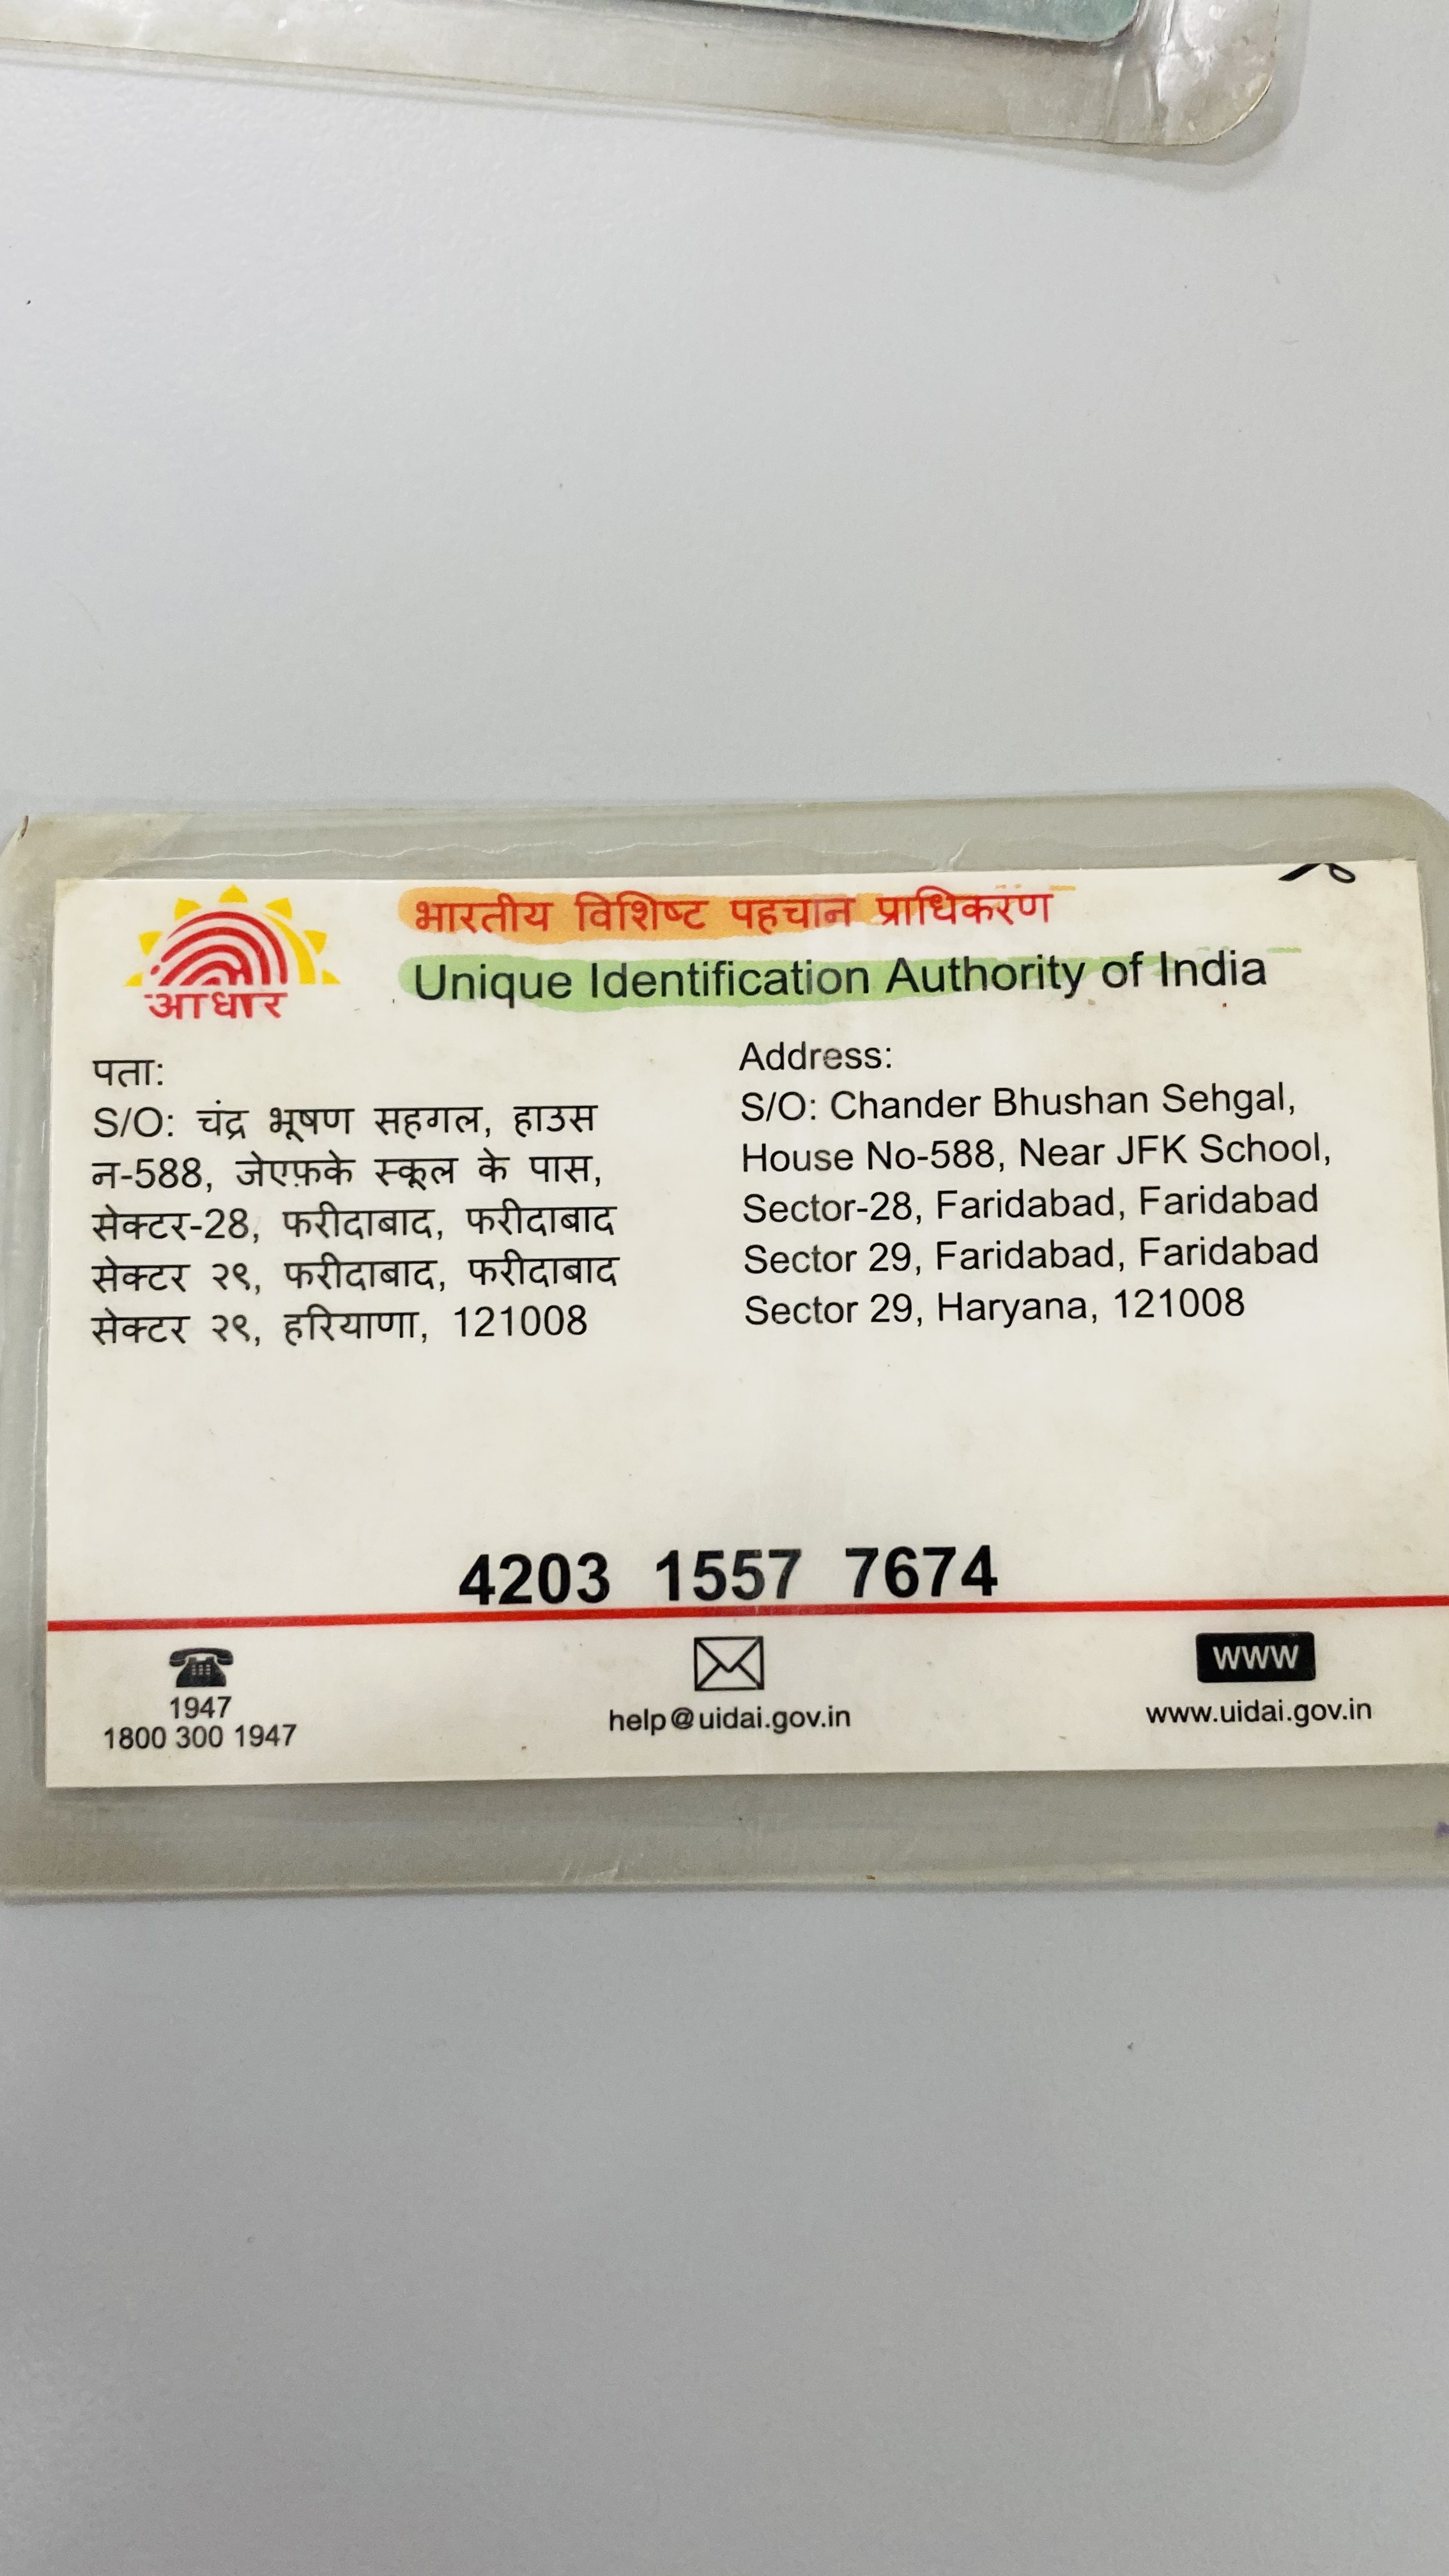 भारतीय विशिष्ट पहचान प्राधिकरण
Unique Identification Authority of India
आधार
पता:
S/O: चंद्र भूषण सहगल, हाउस
न-588, जेएफ़के स्कूल के पास,
सेक्टर-28, फरीदाबाद, फरीदाबाद
सेक्टर २९, फरीदाबाद, फरीदाबाद
सेक्टर २९, हरियाणा, 121008
Address:
S/O: Chander Bhushan Sehgal,
House No-588, Near JFK School,
Sector-28, Faridabad, Faridabad
Sector 29, Faridabad, Faridabad
Sector 29, Haryana, 121008
4203 1557 7674
1947
1800 300 1947
help@uidai.gov.in
WWW
www.uidai.gov.in